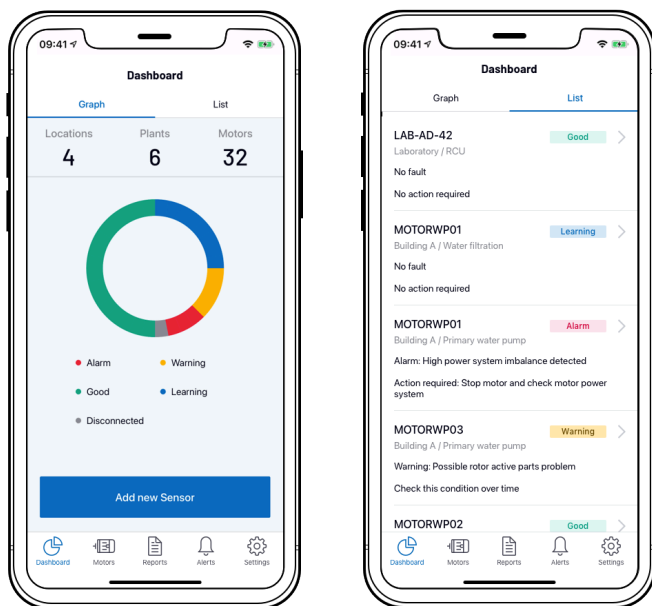 09:41
Dashboard
Graph
List
Locations
Plants
Motors
4
6
32
Alarm
Warning
Good
Learning
Disconnected
Add new Sensor
Dashboard
Motors
Reports
Alerts
Settings
09:41
Dashboard
Graph
List
LAB-AD-42
Good
Laboratory / RCU
No fault
No action required
MOTORWP01
Learning
Building A / Water filtration
No fault
No action required
MOTORWP01
Alarm
Building A / Primary water pump
Alarm: High power system imbalance detected
Action required: Stop motor and check motor power
system
MOTORWP03
Warning
Building A / Primary water pump
Warning: Possible rotor active parts problem
Check this condition over time
MOTORWP02
Good
Dashboard
Motors
Reports
Alerts
Settings